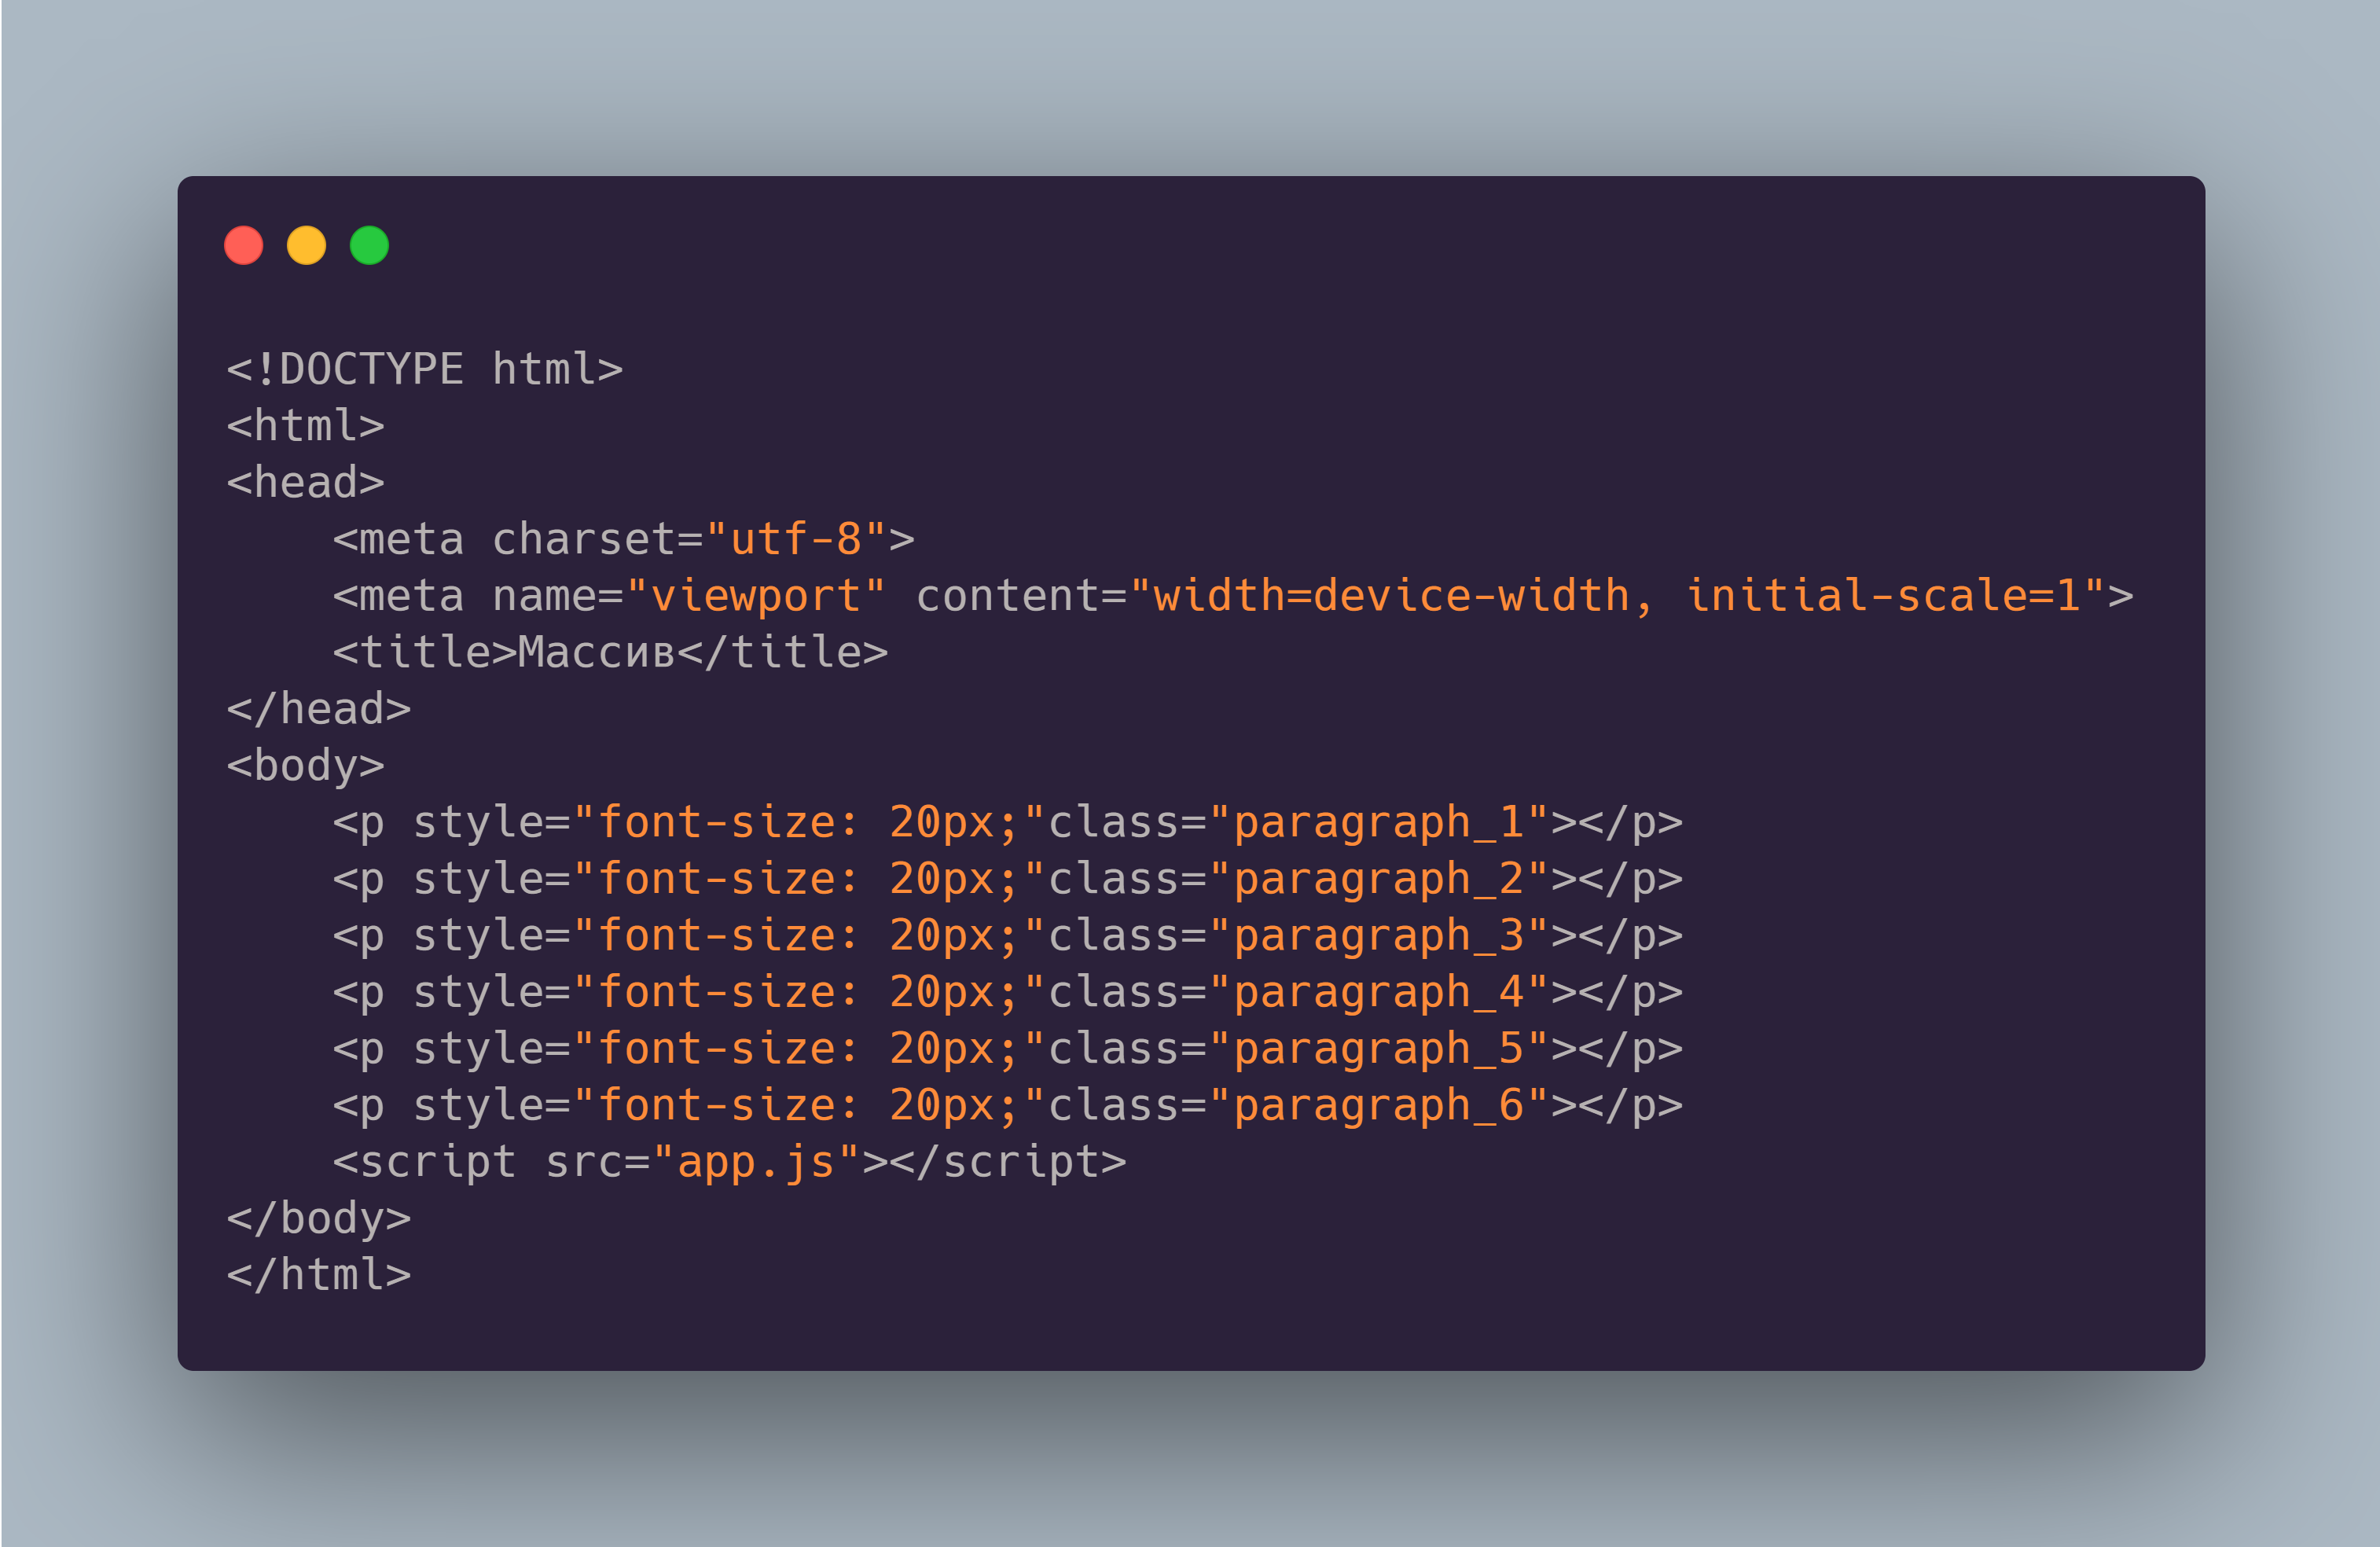 <!DOCTYPE html>
<html>
<head>
    <meta charset="utf-8">
    <meta name="viewport" content="width=device-width, initial-scale=1">
    <title>Массив</title>
</head>
<body>
    <p style="font-size: 20px;"class="paragraph_1"></p>
    <p style="font-size: 20px;"class="paragraph_2"></p>
    <p style="font-size: 20px;"class="paragraph_3"></p>
    <p style="font-size: 20px;"class="paragraph_4"></p>
    <p style="font-size: 20px;"class="paragraph_5"></p>
    <p style="font-size: 20px;"class="paragraph_6"></p>
    <script src="app.js"></script>
</body>
</html>